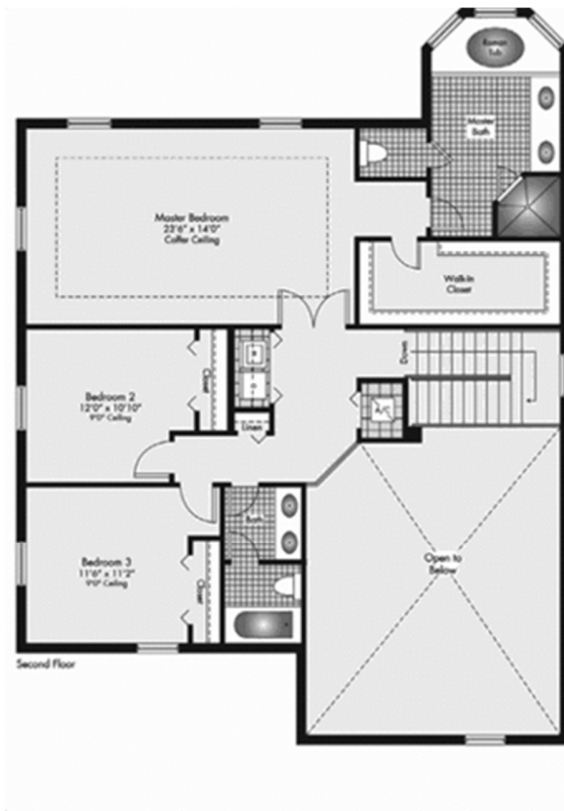 Roman
Tub
Master
Bath
Master Bedroom
23'6" x 14'0"
Coffer Ceiling
Walk-In
Closet
Down
Closet
Bedroom 2
12'0" x 10'10"
9'0" Ceiling
A/C
Linen
Bath
Bedroom 3
11'6" x 11'2"
9'0" Ceiling
Closet
Open to
Below
Second Floor